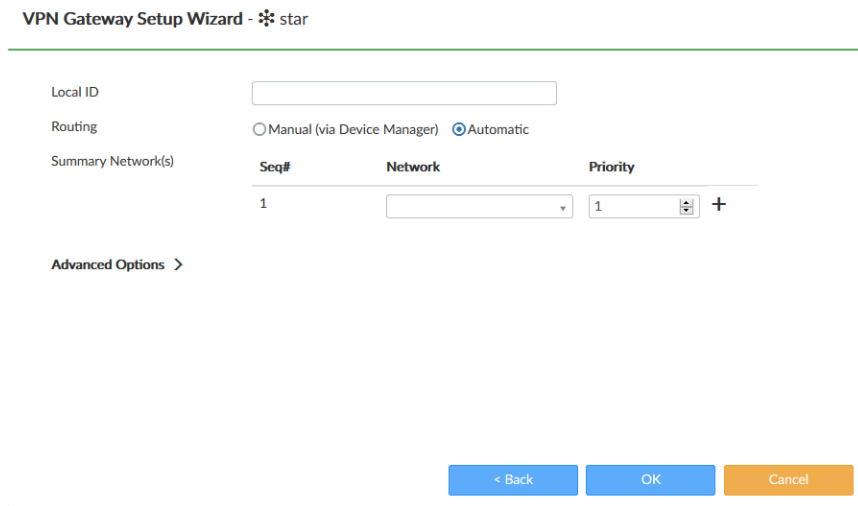 VPN Gateway Setup Wizard - star
Local ID
Routing Manual (via Device Manager) Automatic
Summary Network(s) Seq# Network Priority
1 1 +
Advanced Options >
< Back OK Cancel